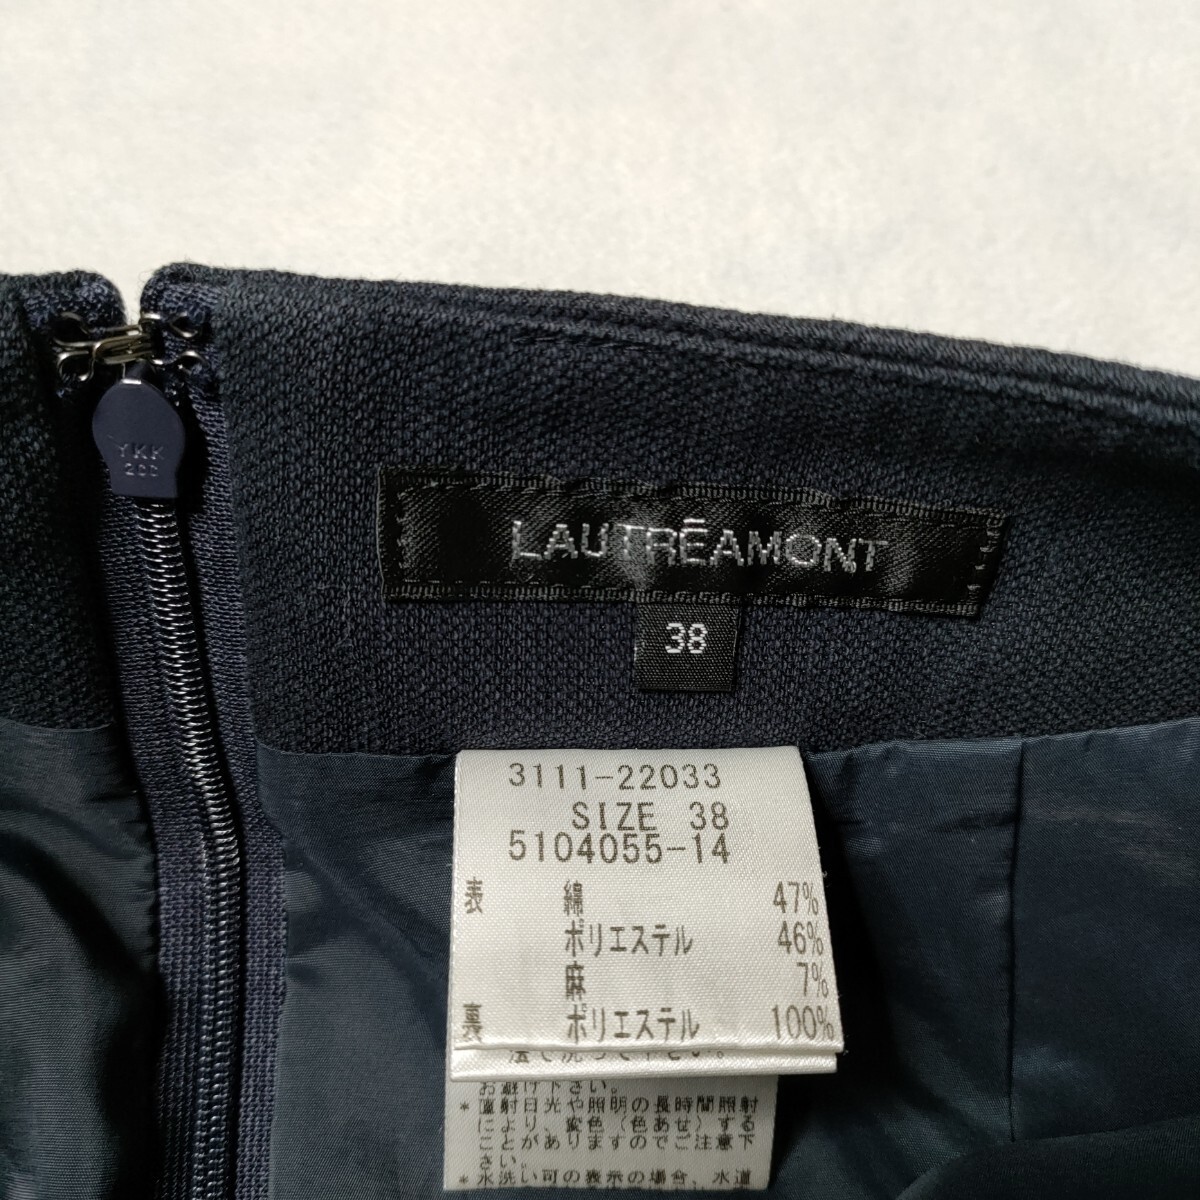 YKK
LAUTRĒAMONT
38
3111-22033
SIZE 38
5104055-14
表 綿 47%
ポリエステル 46%
麻 7%
裏 ポリエステル 100%
お避け下さい。
*直射日光や照明の長時間照射
により、変色(色あせ)する
ことがありますのでご注意下
さい。
*水洗い可の表示の場合、水道